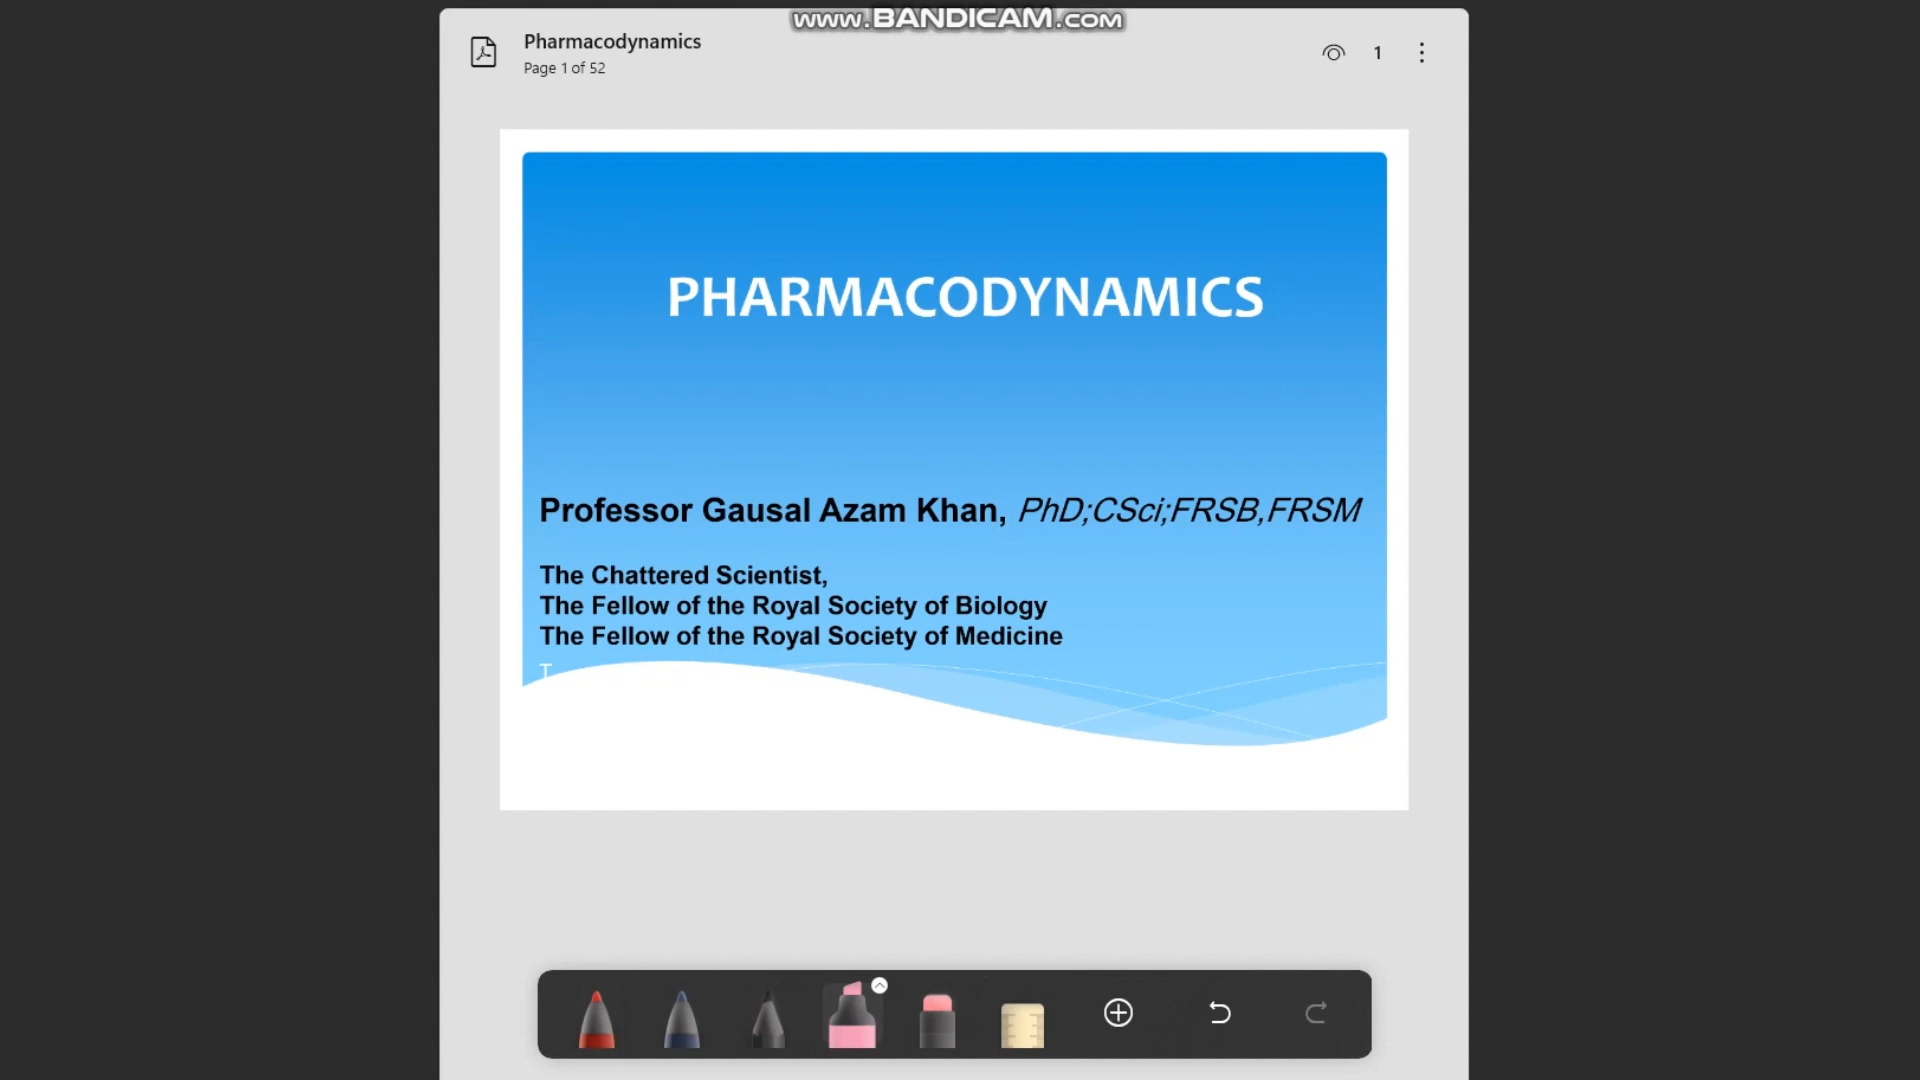 www.BANDICAM.com
Pharmacodynamics
Page 1 of 52
1
PHARMACODYNAMICS
Professor Gausal Azam Khan, PhD;CSci;FRSB,FRSM
The Chattered Scientist,
The Fellow of the Royal Society of Biology
The Fellow of the Royal Society of Medicine
T